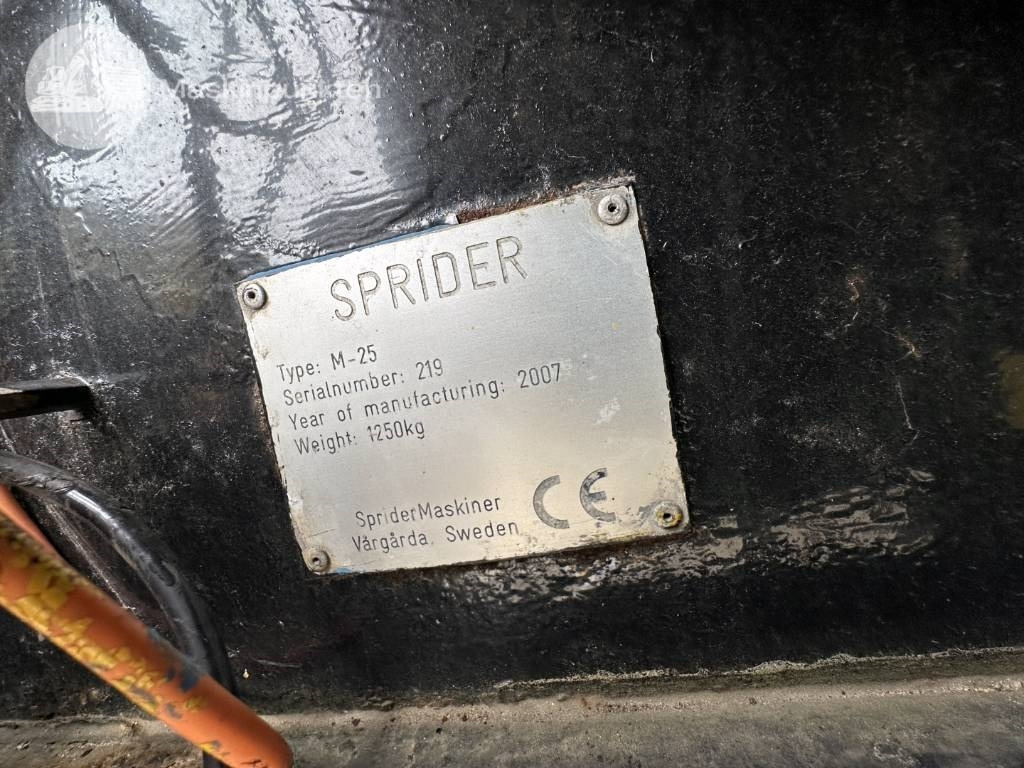 SPRIDER
Type: M-25
Serialnumber: 219
Year of manufacturing: 2007
Weight: 1250kg
SpriderMaskiner
Vårgårda, Sweden
CE